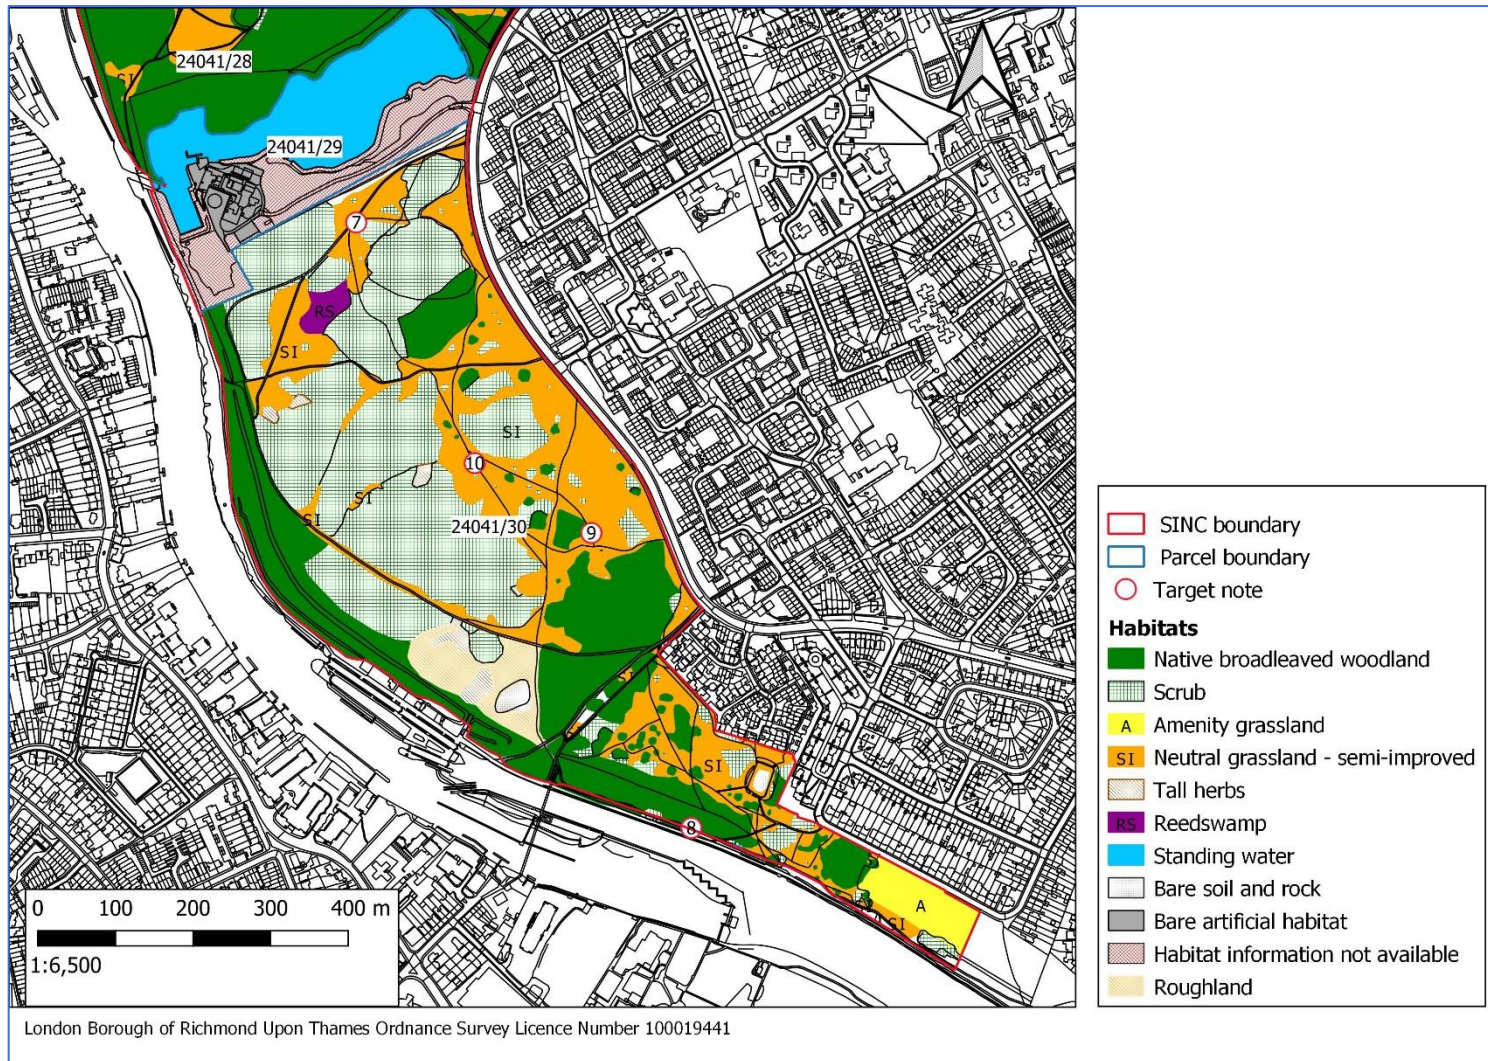 24041/28
SI
24041/29
7
RS
SI
SI
10
SI
SI
24041/30
9
SI
SI
8
A
SI
0 100 200 300 400 m
1:6,500
SINC boundary
Parcel boundary
Target note
Habitats
Native broadleaved woodland
Scrub
A Amenity grassland
SI Neutral grassland - semi-improved
Tall herbs
RS Reedswamp
Standing water
Bare soil and rock
Bare artificial habitat
Habitat information not available
Roughland
London Borough of Richmond Upon Thames Ordnance Survey Licence Number 100019441